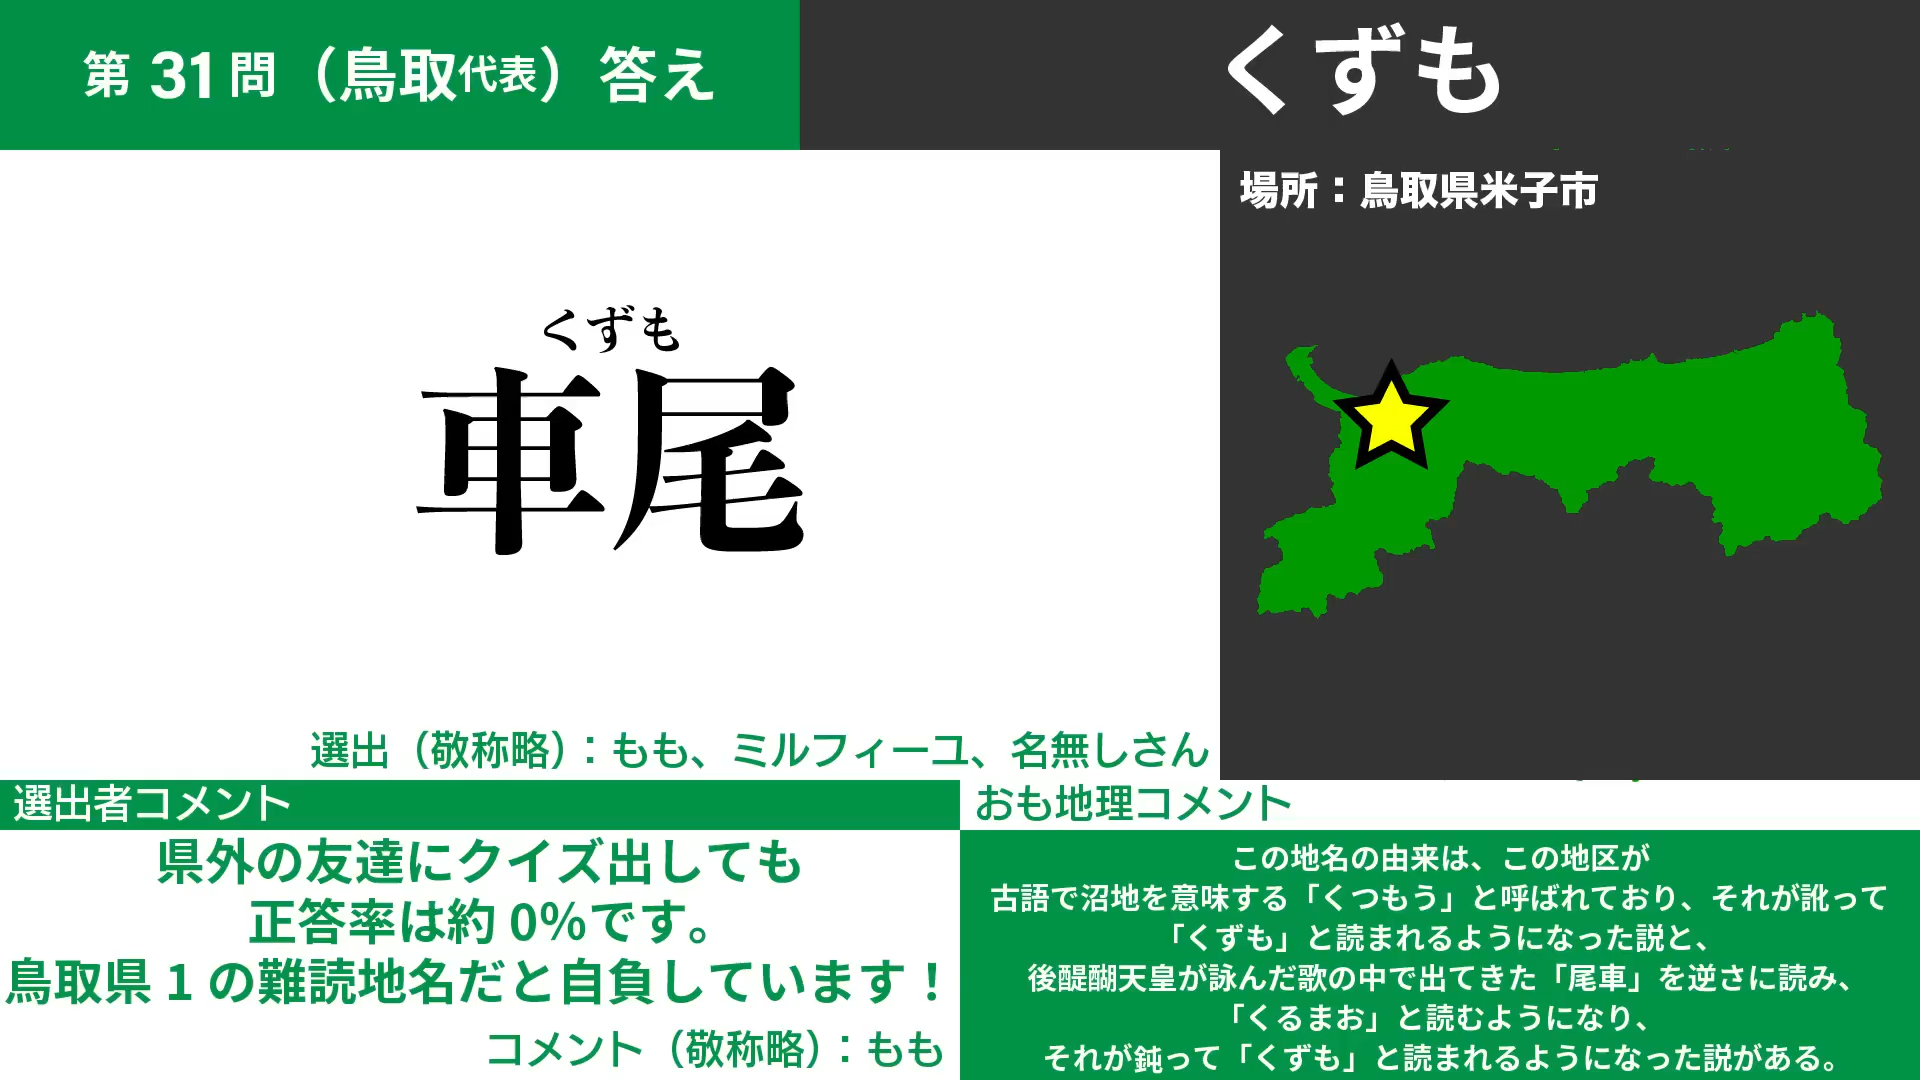 第31問（鳥取代表）答え
くずも
場所：鳥取県米子市
くずも
車尾
選出（敬称略）：もも、ミルフィーユ、名無しさん
選出者コメント
県外の友達にクイズ出しても
正答率は約0％です。
鳥取県1の難読地名だと自負しています！
コメント（敬称略）：もも
おも地理コメント
この地名の由来は、この地区が
古語で沼地を意味する「くつもう」と呼ばれており、それが訛って
「くずも」と読まれるようになった説と、
後醍醐天皇が詠んだ歌の中で出てきた「尾車」を逆さに読み、
「くるまお」と読むようになり、
それが鈍って「くずも」と読まれるようになった説がある。